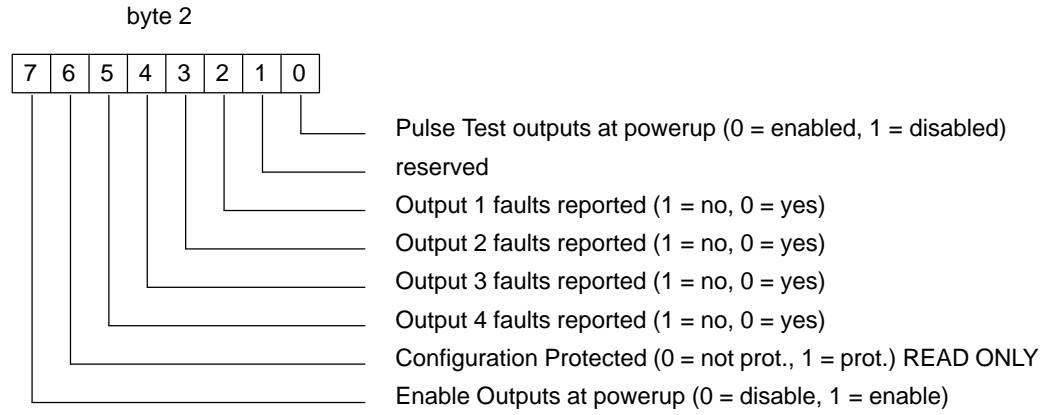 byte 2
7 6 5 4 3 2 1 0
Pulse Test outputs at powerup (0 = enabled, 1 = disabled)
reserved
Output 1 faults reported (1 = no, 0 = yes)
Output 2 faults reported (1 = no, 0 = yes)
Output 3 faults reported (1 = no, 0 = yes)
Output 4 faults reported (1 = no, 0 = yes)
Configuration Protected (0 = not prot., 1 = prot.) READ ONLY
Enable Outputs at powerup (0 = disable, 1 = enable)